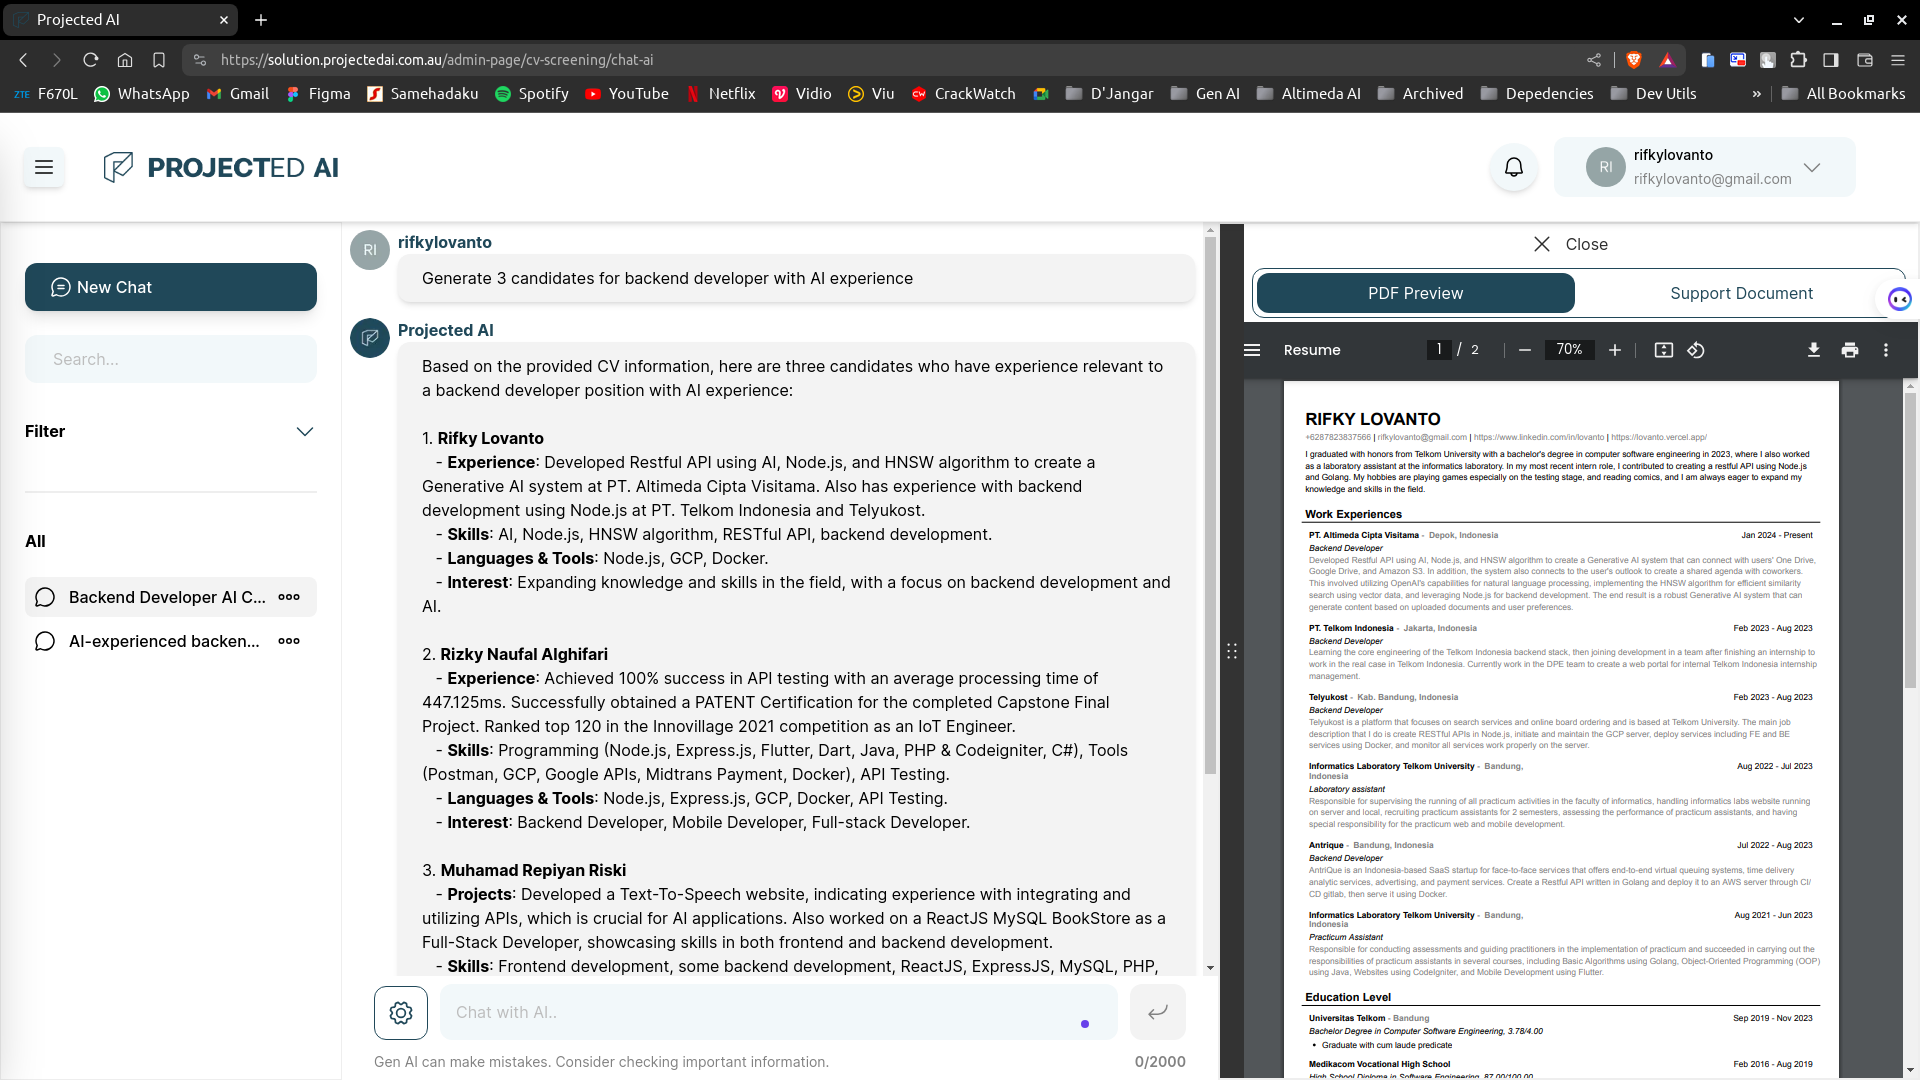 Projected AI
https://solution.projectedai.com.au/admin-page/cv-screening/chat-ai
ZTE F670L WhatsApp Gmail Figma Samehadaku Spotify YouTube Netflix Vidio Viu CrackWatch D'Jangar Gen AI Altimeda AI Archived Depedencies Dev Utils » All Bookmarks
PROJECTED AI
RI
rifkylovanto
rifkylovanto@gmail.com
New Chat
Search...
Filter
All
Backend Developer AI C...
AI-experienced backen...
RI
rifkylovanto
Generate 3 candidates for backend developer with AI experience
Projected AI
Based on the provided CV information, here are three candidates who have experience relevant to
a backend developer position with AI experience:
1. Rifky Lovanto
- Experience: Developed Restful API using AI, Node.js, and HNSW algorithm to create a
Generative AI system at PT. Altimeda Cipta Visitama. Also has experience with backend
development using Node.js at PT. Telkom Indonesia and Telyukost.
- Skills: AI, Node.js, HNSW algorithm, RESTful API, backend development.
- Languages & Tools: Node.js, GCP, Docker.
- Interest: Expanding knowledge and skills in the field, with a focus on backend development and
AI.
2. Rizky Naufal Alghifari
- Experience: Achieved 100% success in API testing with an average processing time of
447.125ms. Successfully obtained a PATENT Certification for the completed Capstone Final
Project. Ranked top 120 in the Innovillage 2021 competition as an IoT Engineer.
- Skills: Programming (Node.js, Express.js, Flutter, Dart, Java, PHP & Codeigniter, C#), Tools
(Postman, GCP, Google APIs, Midtrans Payment, Docker), API Testing.
- Languages & Tools: Node.js, Express.js, GCP, Docker, API Testing.
- Interest: Backend Developer, Mobile Developer, Full-stack Developer.
3. Muhamad Repiyan Riski
- Projects: Developed a Text-To-Speech website, indicating experience with integrating and
utilizing APIs, which is crucial for AI applications. Also worked on a ReactJS MySQL BookStore as a
Full-Stack Developer, showcasing skills in both frontend and backend development.
- Skills: Frontend development, some backend development, ReactJS, ExpressJS, MySQL, PHP,
Chat with AI..
Gen AI can make mistakes. Consider checking important information.
0/2000
Close
PDF Preview
Support Document
Resume
1 / 2
70%
RIFKY LOVANTO
+6287823837566 | rifkylovanto@gmail.com | https://www.linkedin.com/in/lovanto | https://lovanto.vercel.app/
I graduated with honors from Telkom University with a bachelor's degree in computer software engineering in 2023, where I also worked
as a laboratory assistant at the informatics laboratory. In my most recent intern role, I contributed to creating a restful API using Node.js
and Golang. My hobbies are playing games especially on the testing stage, and reading comics, and I am always eager to expand my
knowledge and skills in the field.
Work Experiences
PT. Altimeda Cipta Visitama - Depok, Indonesia Jan 2024 - Present
Backend Developer
Developed Restful API using AI, Node.js, and HNSW algorithm to create a Generative AI system that can connect with users' One Drive,
Google Drive, and Amazon S3. In addition, the system also connects to the user's outlook to create a shared agenda with coworkers.
This involved utilizing OpenAI's capabilities for natural language processing, implementing the HNSW algorithm for efficient similarity
search using vector data, and leveraging Node.js for backend development. The end result is a robust Generative AI system that can
generate content based on uploaded documents and user preferences.
PT. Telkom Indonesia - Jakarta, Indonesia Feb 2023 - Aug 2023
Backend Developer
Learning the core engineering of the Telkom Indonesia backend stack, then joining development in a team after finishing an internship to
work in the real case in Telkom Indonesia. Currently work in the DPE team to create a web portal for internal Telkom Indonesia internship
management.
Telyukost - Kab. Bandung, Indonesia Feb 2023 - Aug 2023
Backend Developer
Telyukost is a platform that focuses on search services and online board ordering and is based at Telkom University. The main job
description that I do is create RESTful APIs in Node.js, initiate and maintain the GCP server, deploy services including FE and BE
services using Docker, and monitor all services work properly on the server.
Informatics Laboratory Telkom University - Bandung, Aug 2022 - Jul 2023
Indonesia
Laboratory assistant
Responsible for supervising the running of all practicum activities in the faculty of informatics, handling informatics labs website running
on server and local, recruiting practicum assistants for 2 semesters, assessing the performance of practicum assistants, and having
special responsibility for the practicum web and mobile development.
Antrique - Bandung, Indonesia Jul 2022 - Aug 2023
Backend Developer
AntriQue is an Indonesia-based SaaS startup for face-to-face services that offers end-to-end virtual queuing systems, time delivery
analytic services, advertising, and payment services. Create a Restful API written in Golang and deploy it to an AWS server through CI/
CD gitlab, then serve it using Docker.
Informatics Laboratory Telkom University - Bandung, Aug 2021 - Jun 2023
Indonesia
Practicum Assistant
Responsible for conducting assessments and guiding practitioners in the implementation of practicum and succeeded in carrying out the
responsibilities of practicum assistants in several courses, including Basic Algorithms using Golang, Object-Oriented Programming (OOP)
using Java, Websites using CodeIgniter, and Mobile Development using Flutter.
Education Level
Universitas Telkom - Bandung Sep 2019 - Nov 2023
Bachelor Degree in Computer Software Engineering, 3.78/4.00
• Graduate with cum laude predicate
Medikacom Vocational High School Feb 2016 - Aug 2019
High School Diploma in Software Engineering, 87.00/100.00